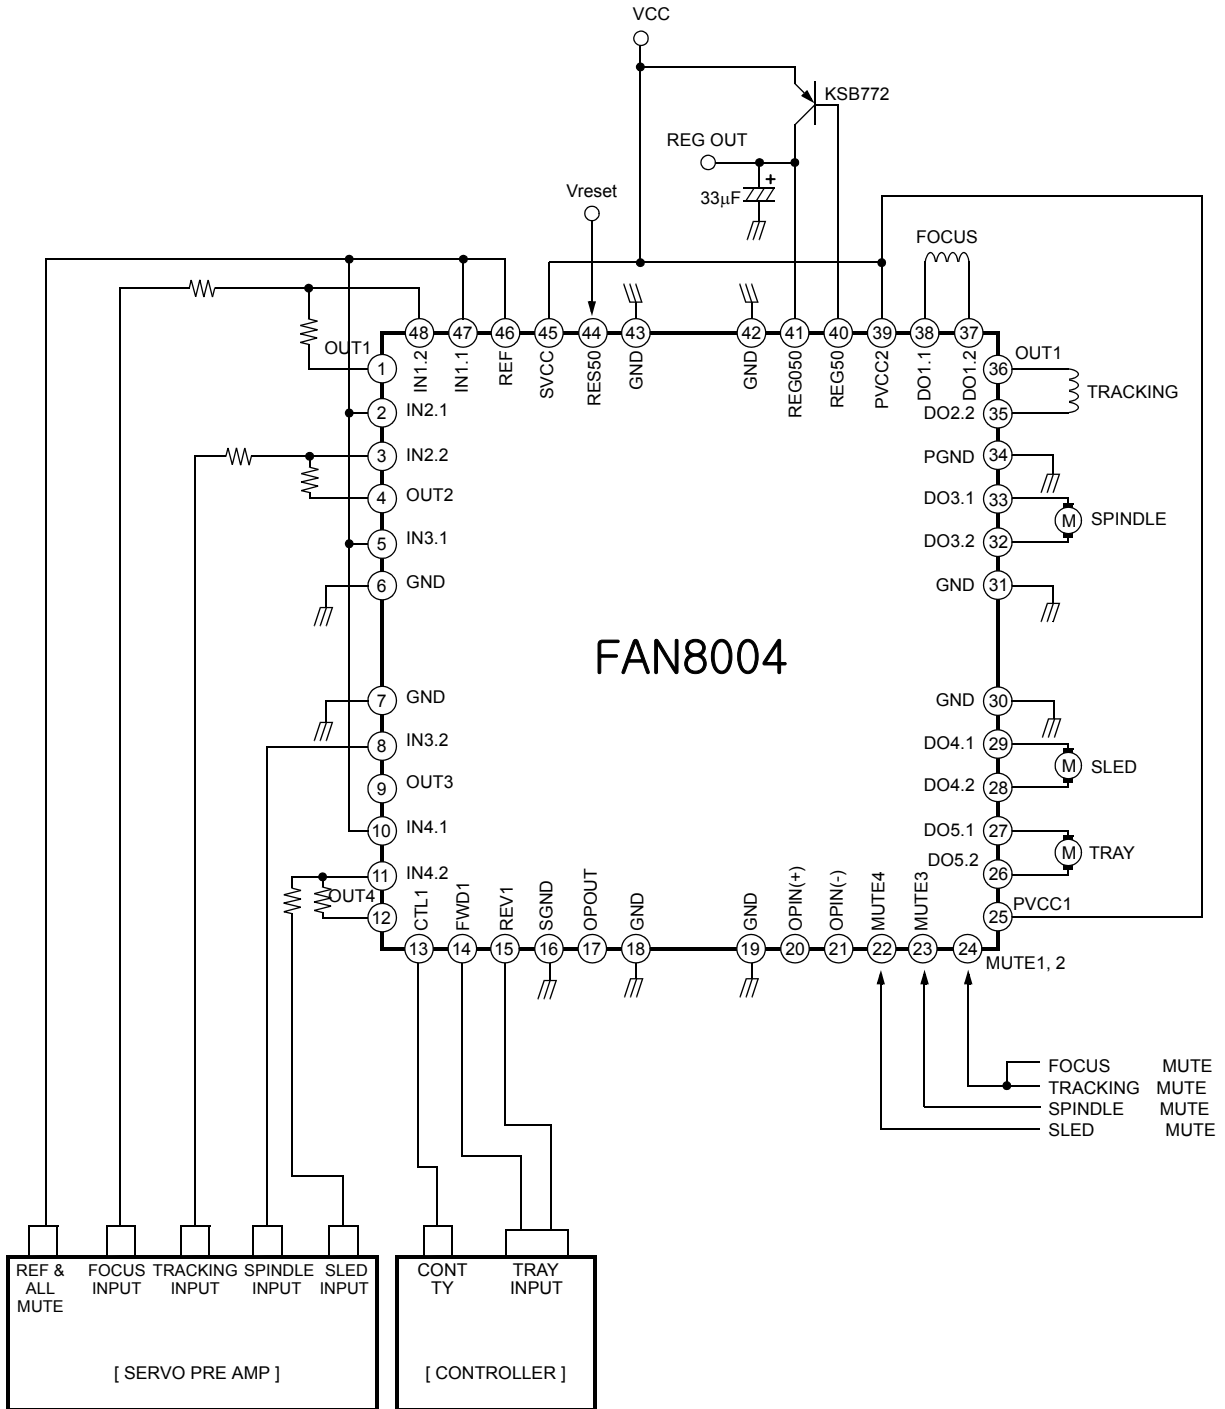 VCC
KSB772
REG OUT
33µF
+
Vreset
FOCUS
48 47 46 45 44 43 42 41 40 39 38 37
IN1.2 IN1.1 REF SVCC RES50 GND GND REG050 REG50 PVCC2 DO1.1 DO1.2
OUT1
1
2 IN2.1
3 IN2.2
4 OUT2
5 IN3.1
6 GND
7 GND
8 IN3.2
9 OUT3
10 IN4.1
11 IN4.2
OUT4
12
FAN8004
OUT1 36
TRACKING
DO2.2 35
PGND 34
DO3.1 33
M SPINDLE
DO3.2 32
GND 31
GND 30
DO4.1 29
M SLED
DO4.2 28
DO5.1 27
M TRAY
DO5.2 26
PVCC1
25
CTL1 FWD1 REV1 SGND OPOUT GND GND OPIN(+) OPIN(-) MUTE4 MUTE3
13 14 15 16 17 18 19 20 21 22 23 24
MUTE1, 2
FOCUS MUTE
TRACKING MUTE
SPINDLE MUTE
SLED MUTE
REF & ALL MUTE
FOCUS INPUT
TRACKING INPUT
SPINDLE INPUT
SLED INPUT
[ SERVO PRE AMP ]
CONT TY
TRAY INPUT
[ CONTROLLER ]